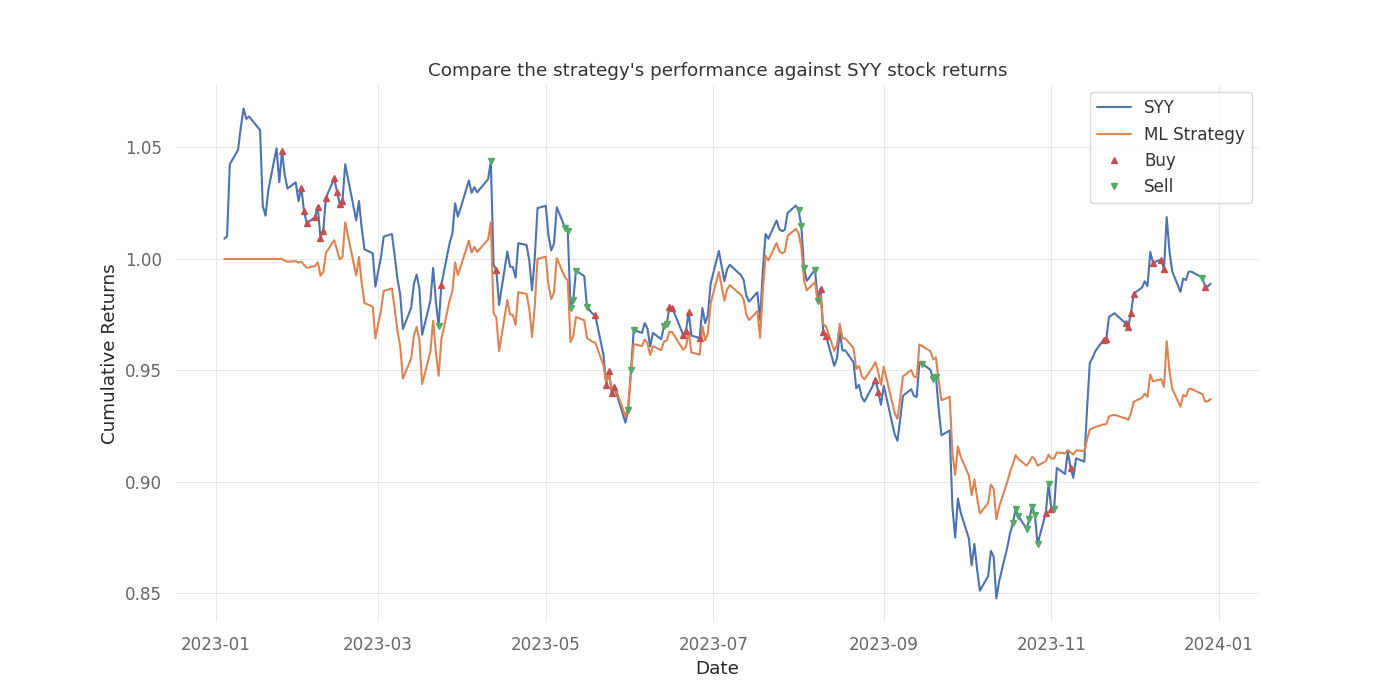 Compare the strategy's performance against SYY stock returns
SYY
ML Strategy
Buy
Sell
Cumulative Returns
1.05
1.00
0.95
0.90
0.85
2023-01
2023-03
2023-05
2023-07
2023-09
2023-11
2024-01
Date